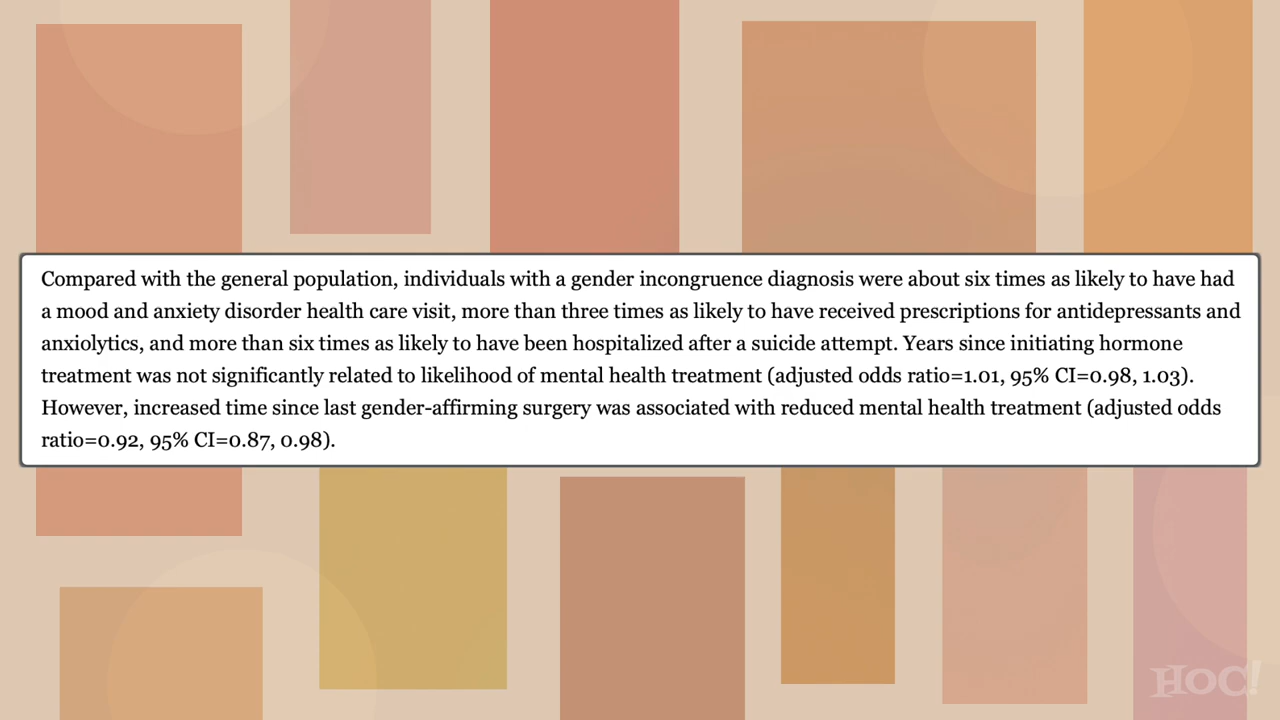 Compared with the general population, individuals with a gender incongruence diagnosis were about six times as likely to have had
a mood and anxiety disorder health care visit, more than three times as likely to have received prescriptions for antidepressants and
anxiolytics, and more than six times as likely to have been hospitalized after a suicide attempt. Years since initiating hormone
treatment was not significantly related to likelihood of mental health treatment (adjusted odds ratio=1.01, 95% CI=0.98, 1.03).
However, increased time since last gender-affirming surgery was associated with reduced mental health treatment (adjusted odds
ratio=0.92, 95% CI=0.87, 0.98).
HOC!